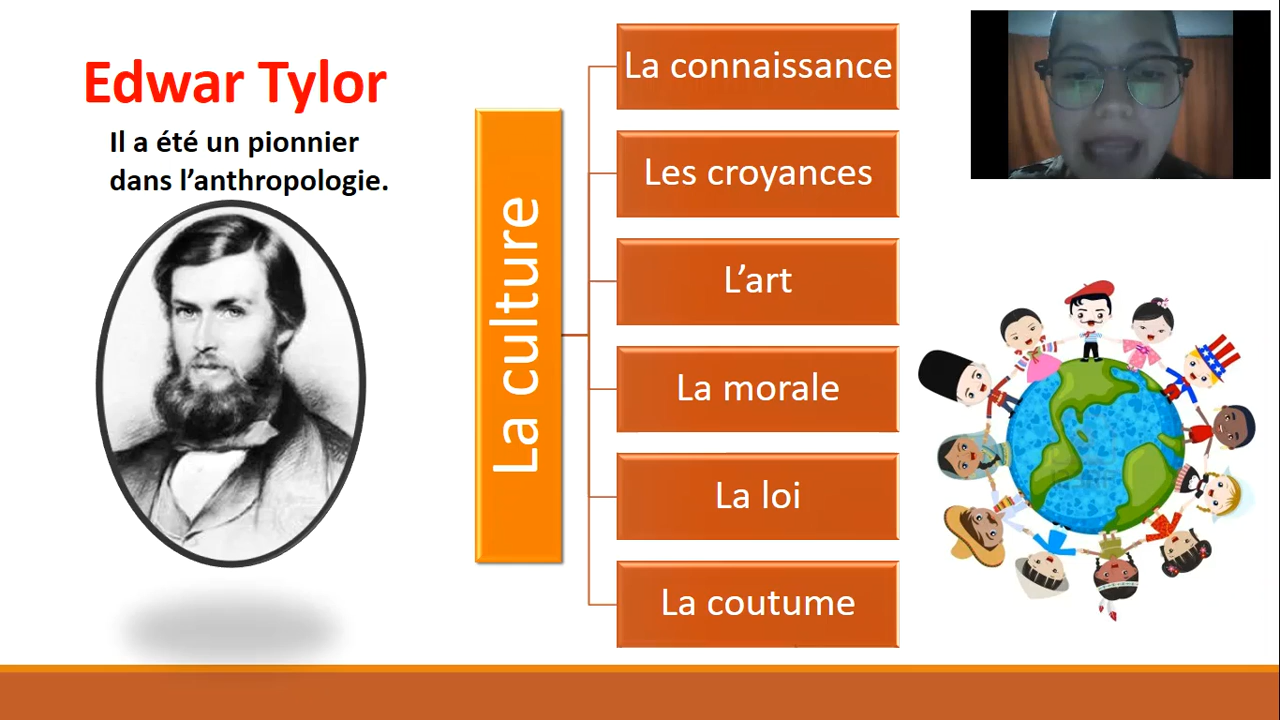 Edwar Tylor
Il a été un pionnier
dans l’anthropologie.
La culture
La connaissance
Les croyances
L’art
La morale
La loi
La coutume